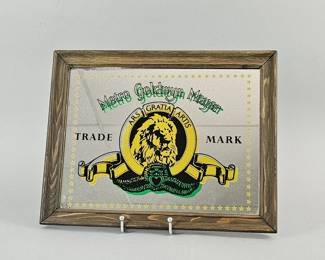 Metro Goldwyn Mayer
ARS GRATIA ARTIS
TRADE MARK